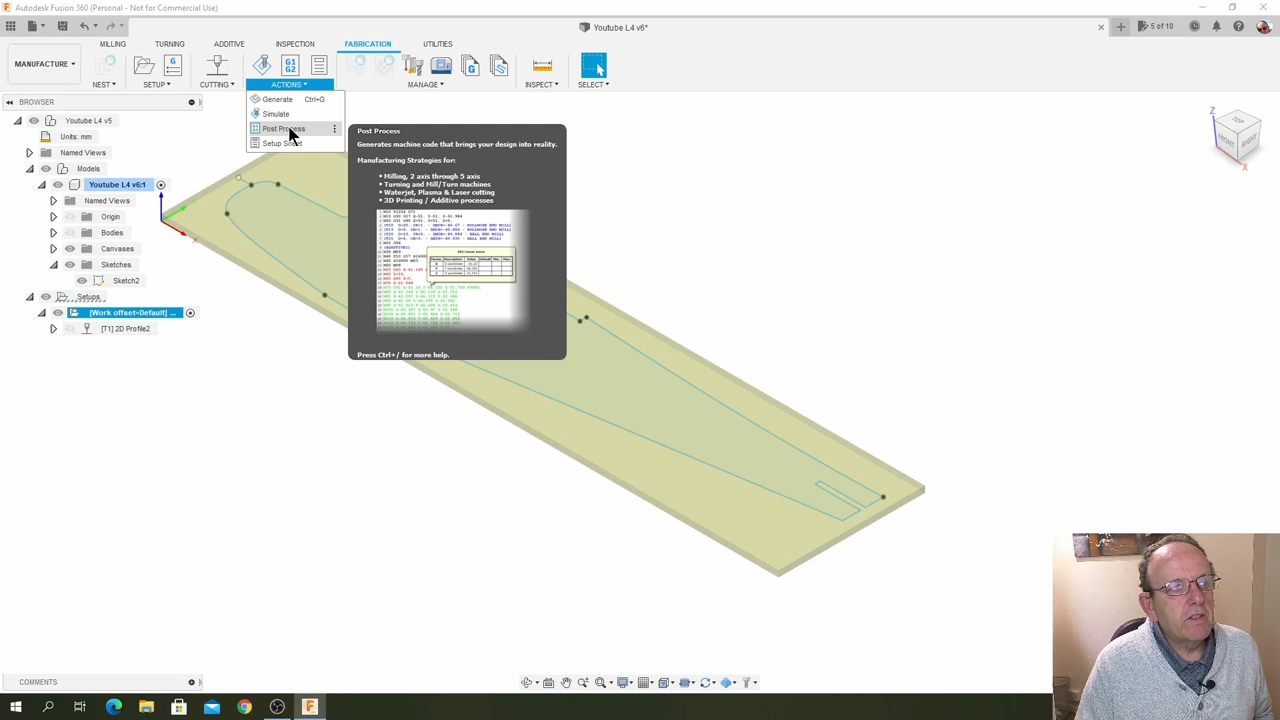 Autodesk Fusion 360 (Personal - Not for Commercial Use)
Youtube L4 v6*
5 of 10
MANUFACTURE
MILLING
TURNING
ADDITIVE
INSPECTION
FABRICATION
UTILITIES
G1
G2
NEST
SETUP
CUTTING
ACTIONS
MANAGE
INSPECT
SELECT
BROWSER
Youtube L4 v5
Units: mm
Named Views
Models
Youtube L4 v6:1
Named Views
Origin
Bodies
Canvases
Sketches
Sketch2
Setups
[Work offset=Default] ...
[T1] 2D Profile2
Generate Ctrl+G
Simulate
Post Process
Setup Sheet
Post Process
Generates machine code that brings your design into reality.
Manufacturing Strategies for:
• Milling, 2 axis through 5 axis
• Turning and Mill/Turn machines
• Waterjet, Plasma & Laser cutting
• 3D Printing / Additive processes
Press Ctrl+/ for more help.
Z
TOP
FRONT
RIGHT
X
COMMENTS